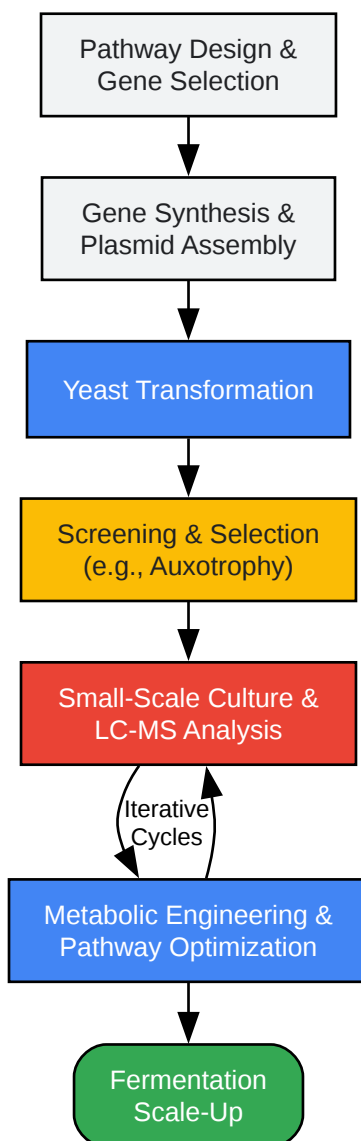 Pathway Design &
Gene Selection
Gene Synthesis &
Plasmid Assembly
Yeast Transformation
Screening & Selection
(e.g., Auxotrophy)
Small-Scale Culture &
LC-MS Analysis
Iterative
Cycles
Metabolic Engineering &
Pathway Optimization
Fermentation
Scale-Up